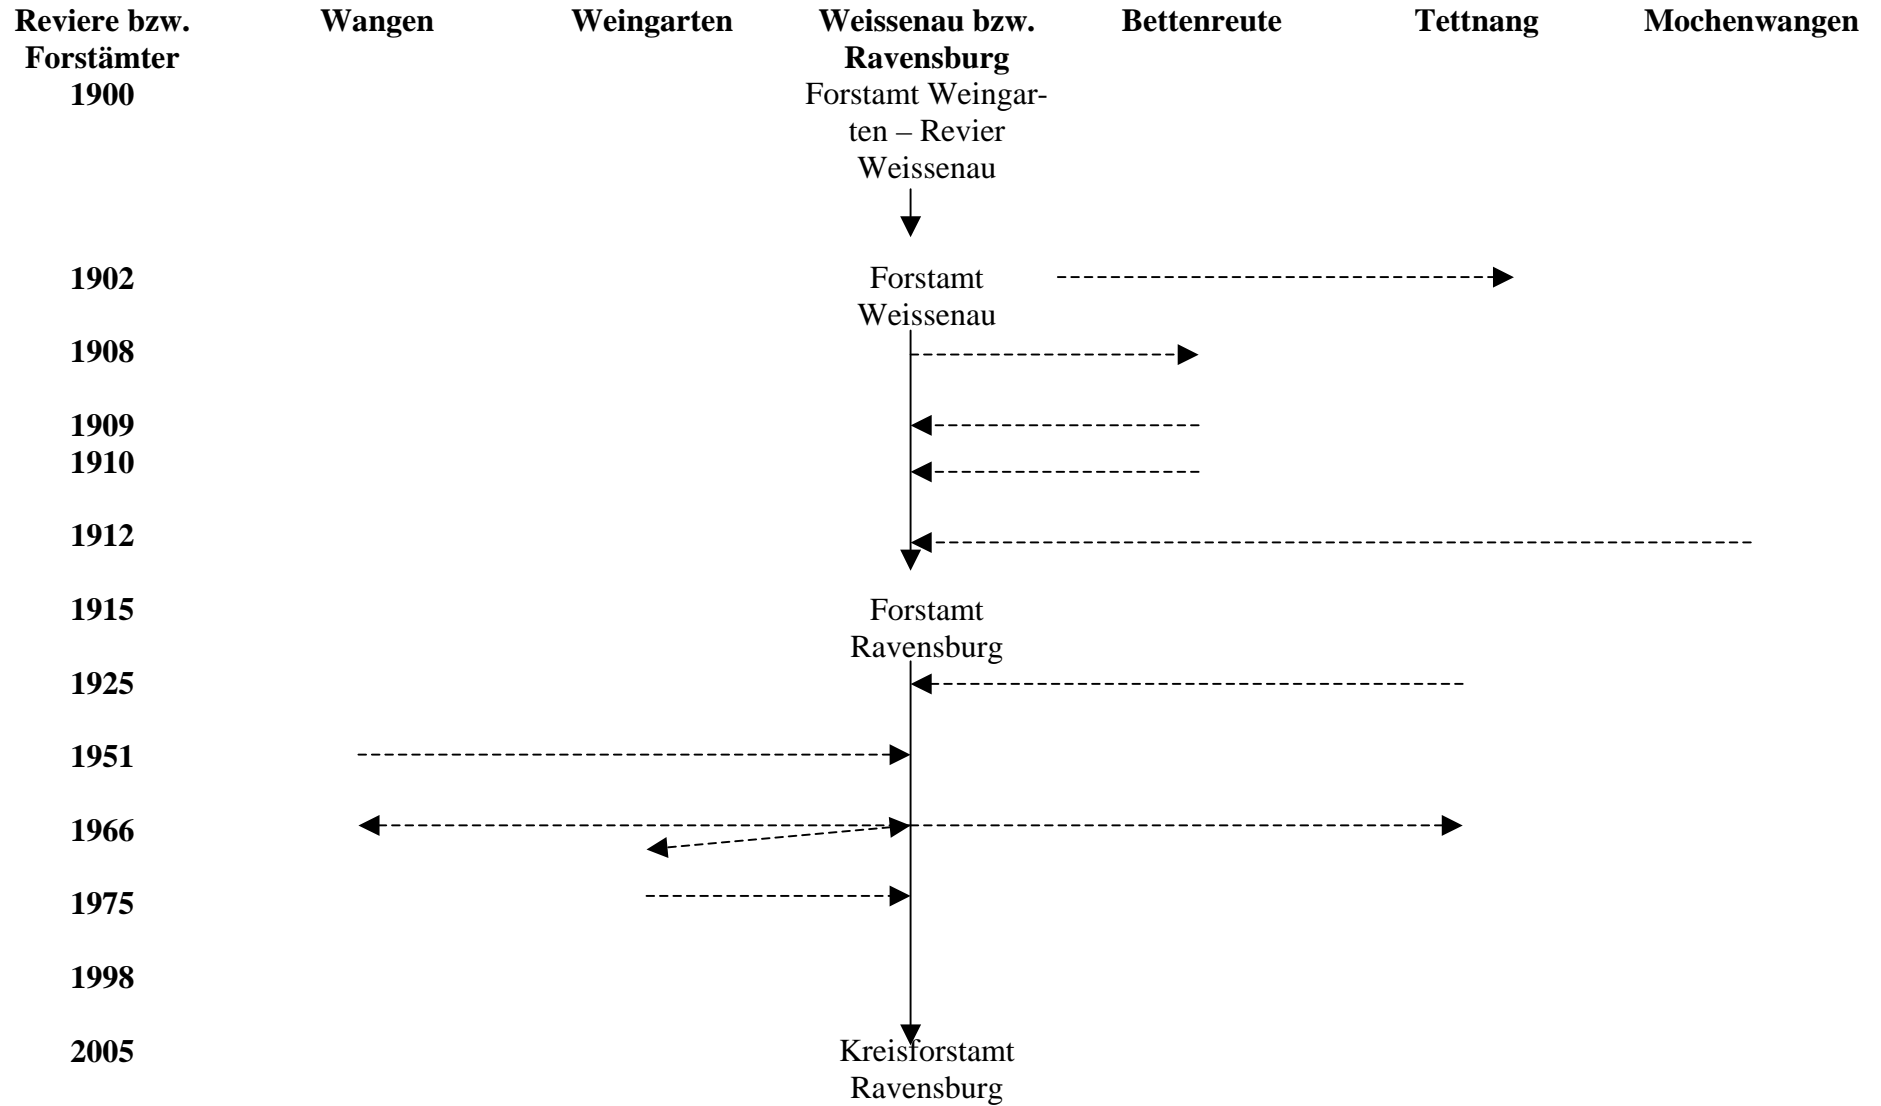 Reviere bzw. Wangen Weingarten Weissenau bzw. Bettenreute Tettnang Mochenwangen
Forstämter Ravensburg
1900 Forstamt Weingar-
ten – Revier
Weissenau
1902 Forstamt
Weissenau
1908
1909
1910
1912
1915 Forstamt
Ravensburg
1925
1951
1966
1975
1998
2005 Kreisforstamt
Ravensburg